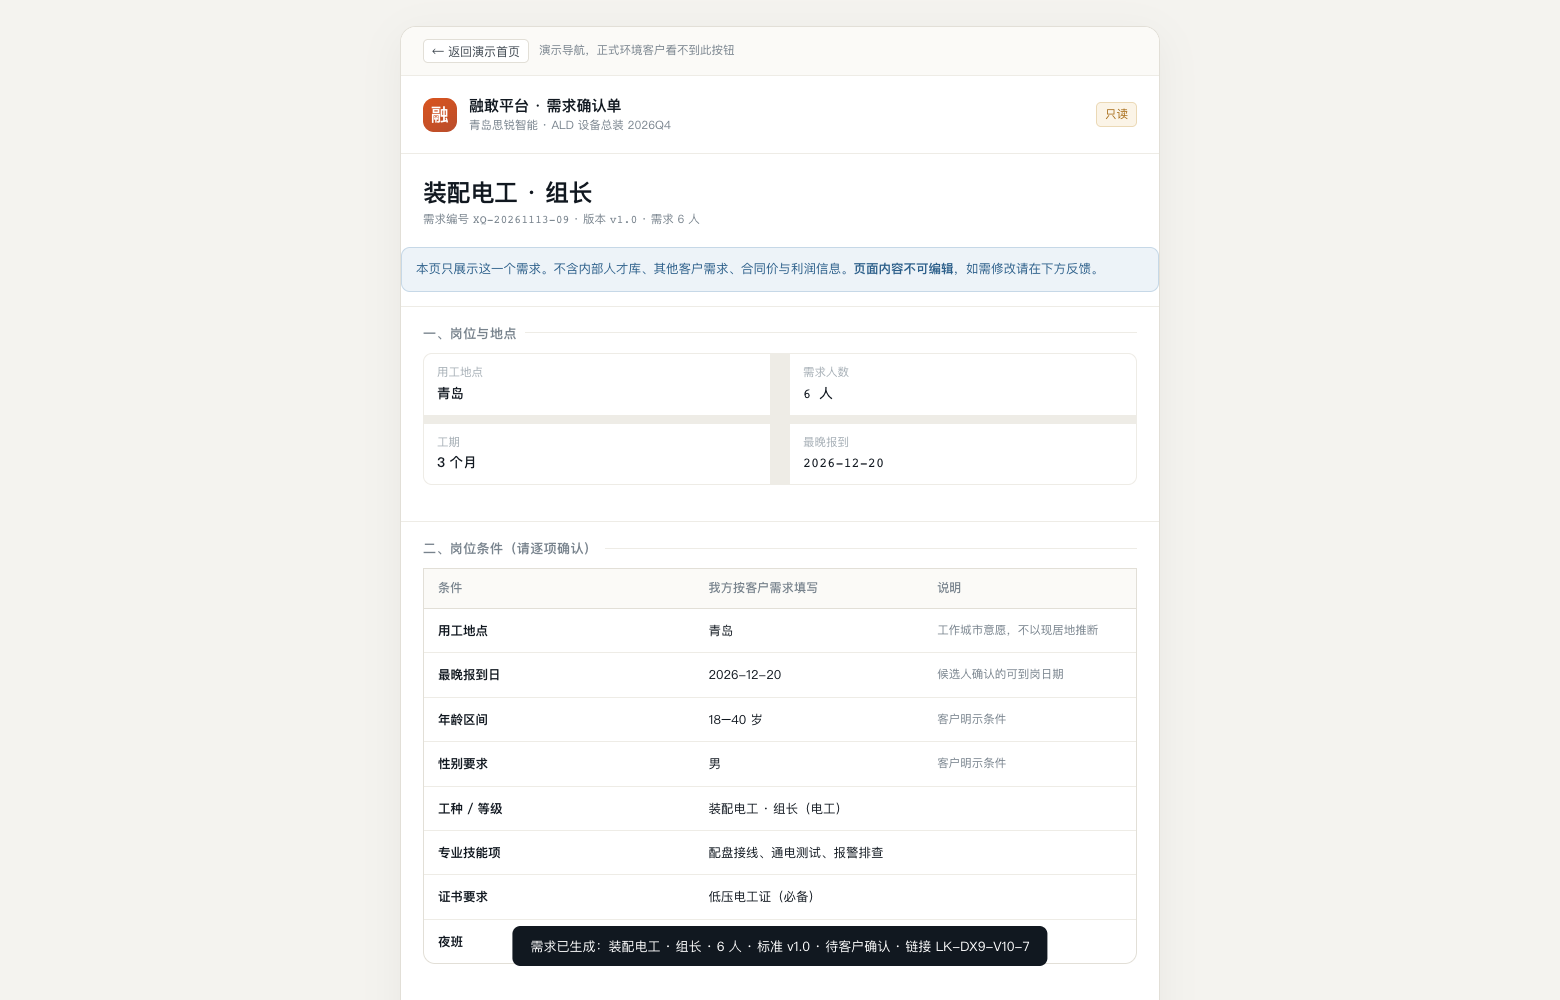 ← 返回演示首页 演示导航，正式环境客户看不到此按钮
融 融敢平台 · 需求确认单 只读
青岛思锐智能 · ALD 设备总装 2026Q4
装配电工 · 组长
需求编号 XQ-20261113-09 · 版本 v1.0 · 需求 6 人
本页只展示这一个需求。不含内部人才库、其他客户需求、合同价与利润信息。页面内容不可编辑，如需修改请在下方反馈。
一、岗位与地点
用工地点 需求人数
青岛 6 人
工期 最晚报到
3 个月 2026-12-20
二、岗位条件（请逐项确认）
条件 我方按客户需求填写 说明
用工地点 青岛 工作城市意愿，不以现居地推断
最晚报到日 2026-12-20 候选人确认的可到岗日期
年龄区间 18—40 岁 客户明示条件
性别要求 男 客户明示条件
工种 / 等级 装配电工 · 组长（电工）
专业技能项 配盘接线、通电测试、报警排查
证书要求 低压电工证（必备）
夜班
需求已生成：装配电工 · 组长 · 6 人 · 标准 v1.0 · 待客户确认 · 链接 LK-DX9-V10-7